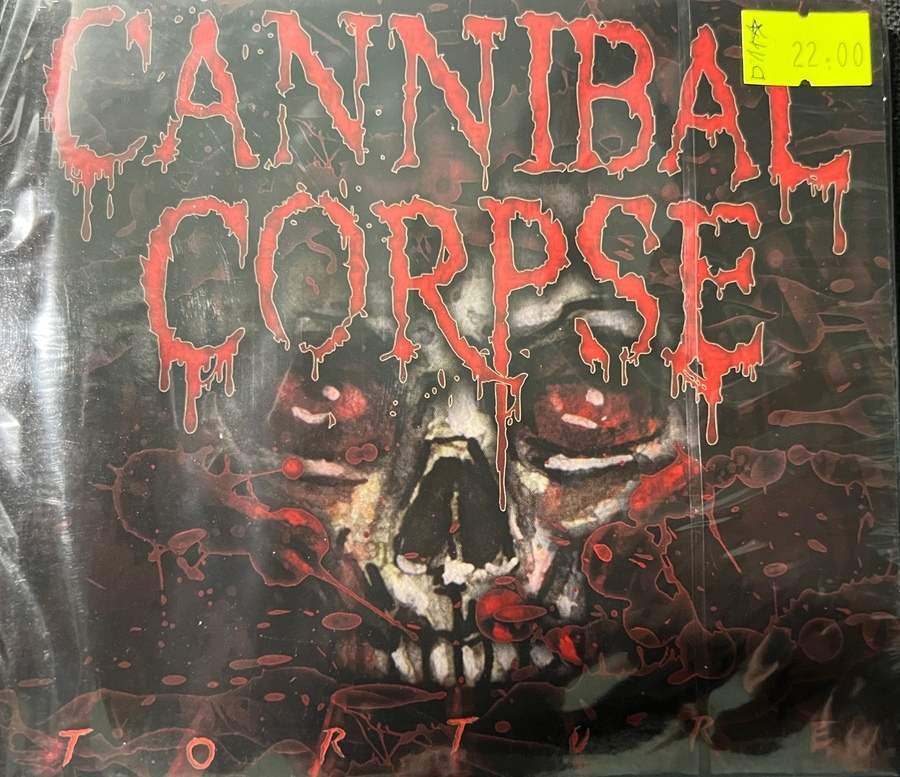 CANNIBAL
CORPSE
22.00
TORTURE